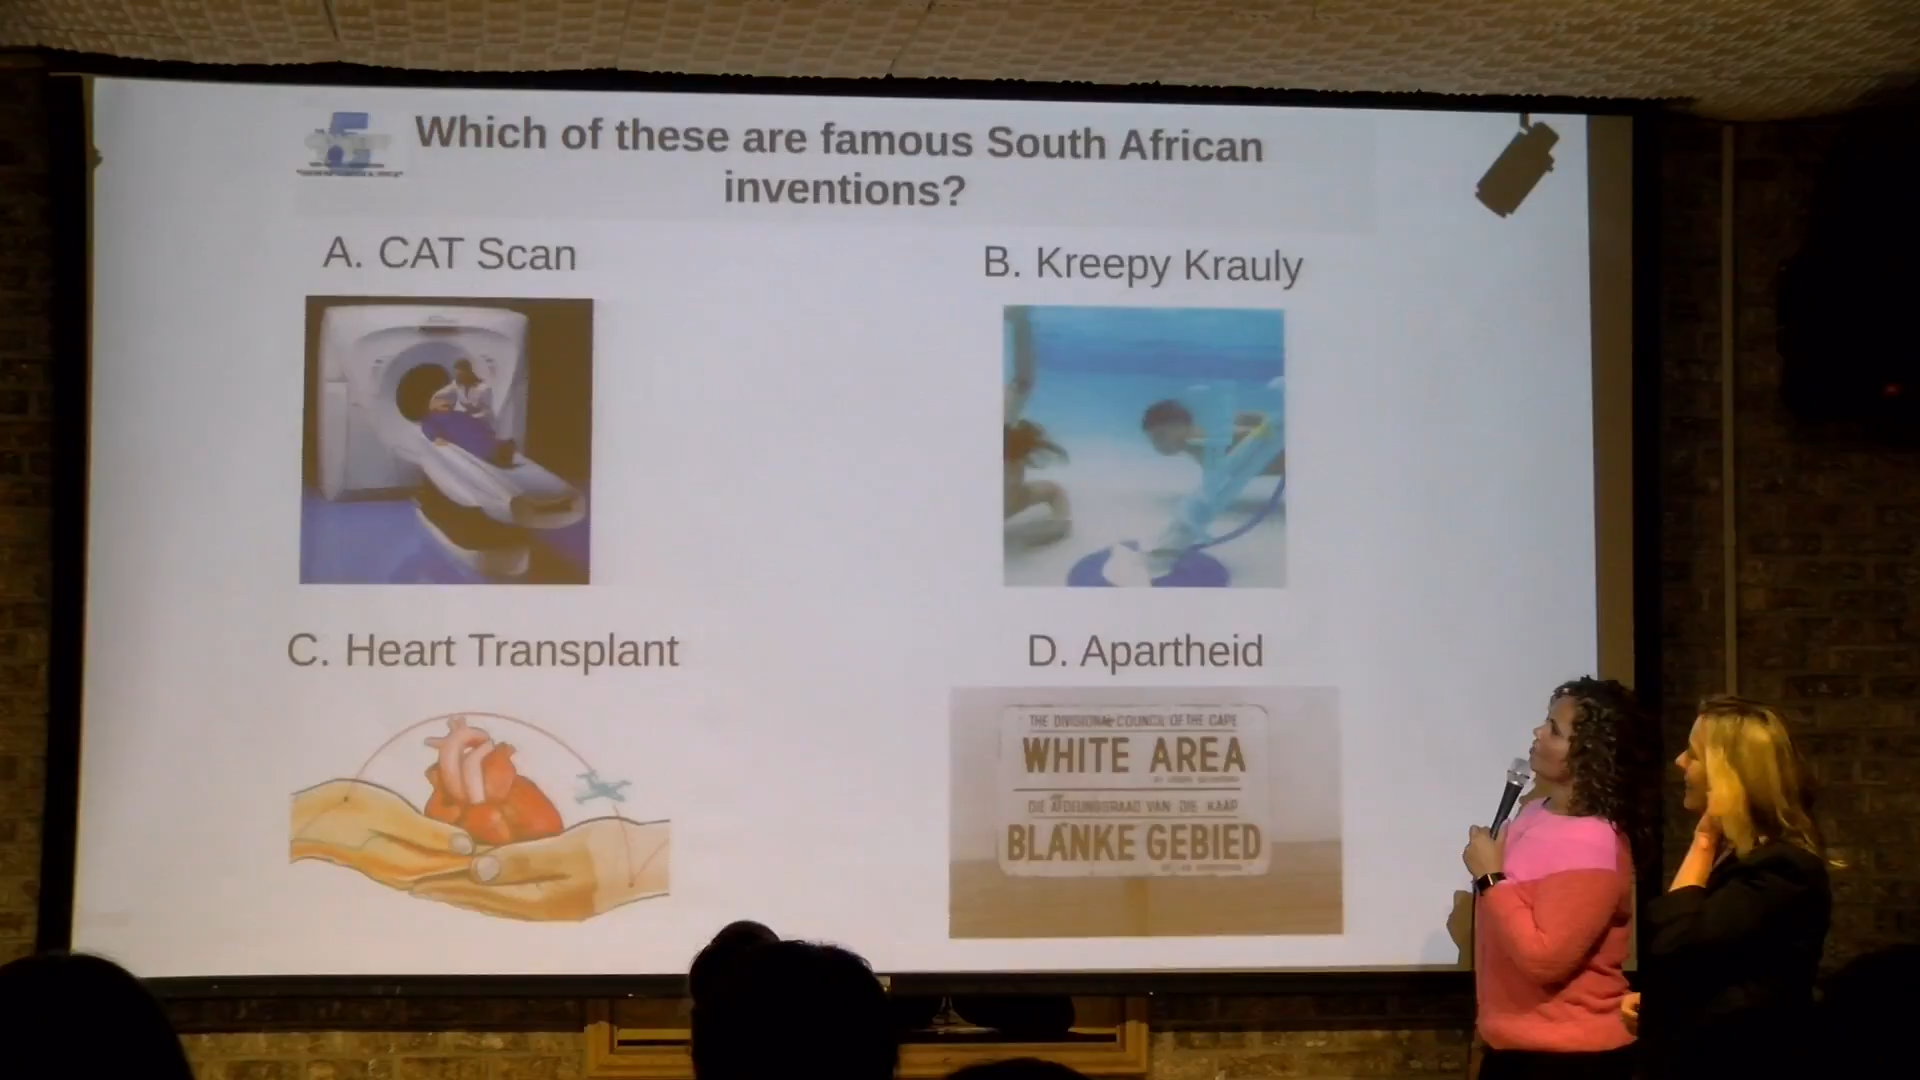 Which of these are famous South African
inventions?
A. CAT Scan
B. Kreepy Krauly
C. Heart Transplant
D. Apartheid
THE DIVISIONAL COUNCIL OF THE CAPE
WHITE AREA
DIE AFDELINGSRAAD VAN DIE KAAP
BLANKE GEBIED